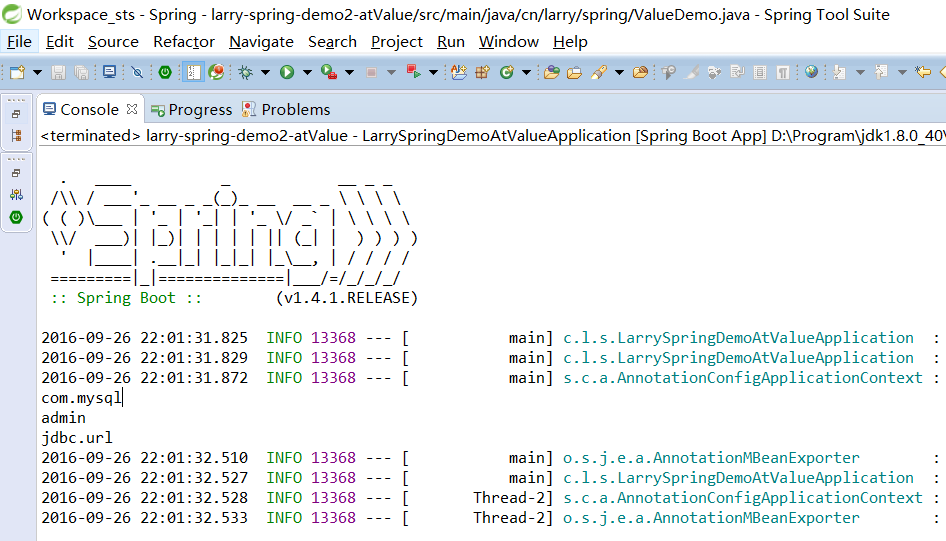 Workspace_sts - Spring - larry-spring-demo2-atValue/src/main/java/cn/larry/spring/ValueDemo.java - Spring Tool Suite
File Edit Source Refactor Navigate Search Project Run Window Help
Console Progress Problems
<terminated> larry-spring-demo2-atValue - LarrySpringDemoAtValueApplication [Spring Boot App] D:\Program\jdk1.8.0_40\
  .   ____          _            __ _ _
 /\\ / ___'_ __ _ _(_)_ __  __ _ \ \ \ \
( ( )\___ | '_ | '_| | '_ \/ _` | \ \ \ \
 \\/  ___)| |_)| | | | | || (_| |  ) ) ) )
  '  |____| .__|_| |_|_| |_\__, | / / / /
 =========|_|==============|___/=/_/_/_/
 :: Spring Boot ::        (v1.4.1.RELEASE)
2016-09-26 22:01:31.825  INFO 13368 --- [           main] c.l.s.LarrySpringDemoAtValueApplication  :
2016-09-26 22:01:31.829  INFO 13368 --- [           main] c.l.s.LarrySpringDemoAtValueApplication  :
2016-09-26 22:01:31.872  INFO 13368 --- [           main] s.c.a.AnnotationConfigApplicationContext :
com.mysql
admin
jdbc.url
2016-09-26 22:01:32.510  INFO 13368 --- [           main] o.s.j.e.a.AnnotationMBeanExporter        :
2016-09-26 22:01:32.527  INFO 13368 --- [           main] c.l.s.LarrySpringDemoAtValueApplication  :
2016-09-26 22:01:32.528  INFO 13368 --- [       Thread-2] s.c.a.AnnotationConfigApplicationContext :
2016-09-26 22:01:32.533  INFO 13368 --- [       Thread-2] o.s.j.e.a.AnnotationMBeanExporter        :